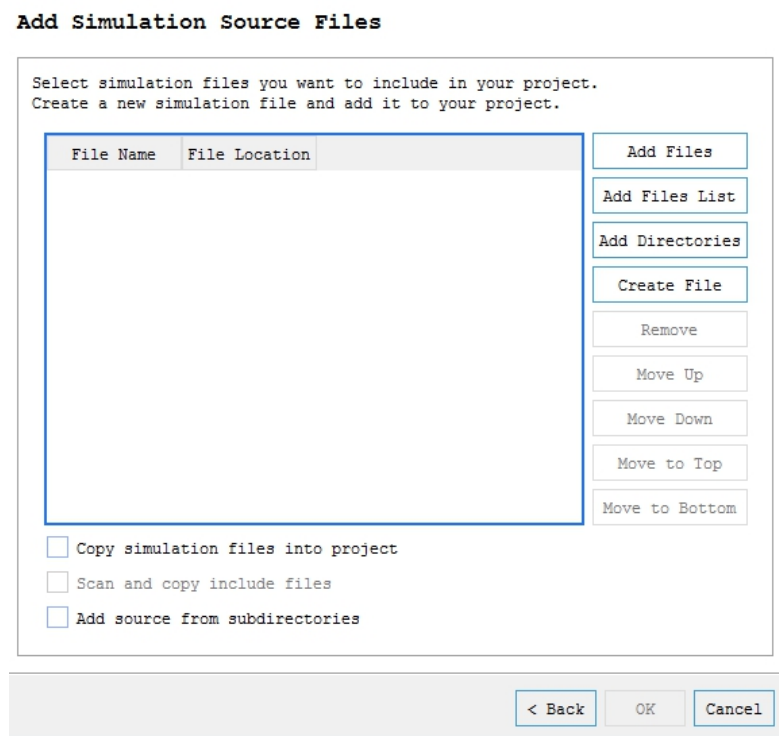 Add Simulation Source Files
Select simulation files you want to include in your project.
Create a new simulation file and add it to your project.
File Name File Location
Add Files
Add Files List
Add Directories
Create File
Remove
Move Up
Move Down
Move to Top
Move to Bottom
Copy simulation files into project
Scan and copy include files
Add source from subdirectories
< Back OK Cancel